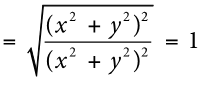 = √((x² + y²)² / (x² + y²)²) = 1